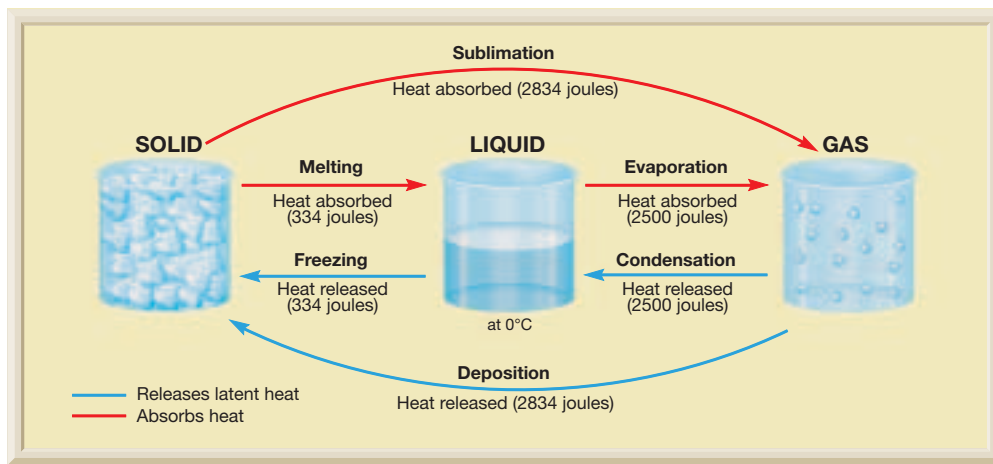 Sublimation
Heat absorbed (2834 joules)
SOLID
LIQUID
GAS
Melting
Heat absorbed
(334 joules)
Evaporation
Heat absorbed
(2500 joules)
Freezing
Heat released
(334 joules)
Condensation
Heat released
(2500 joules)
at 0°C
Deposition
Heat released (2834 joules)
Releases latent heat
Absorbs heat